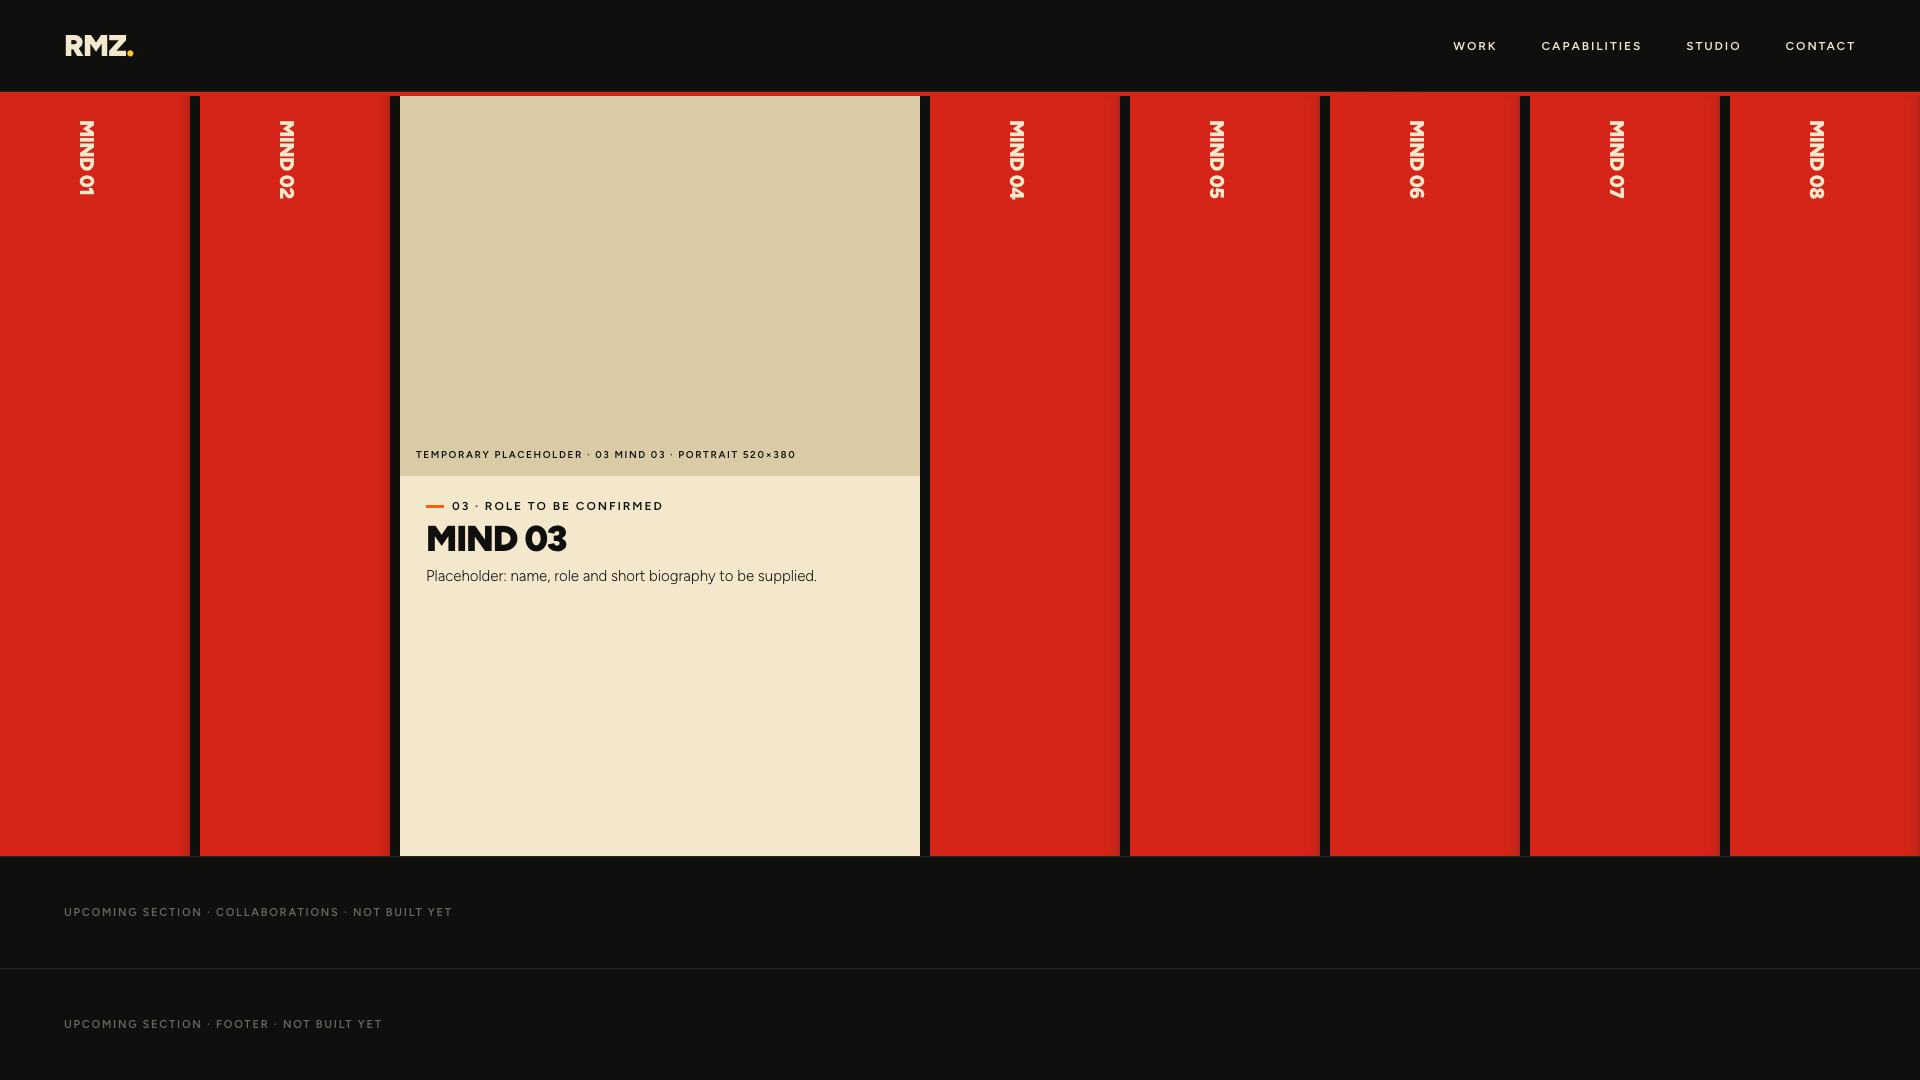 RMZ.
WORK
CAPABILITIES
STUDIO
CONTACT
MIND 01
MIND 02
TEMPORARY PLACEHOLDER · 03 MIND 03 · PORTRAIT 520×380
03 · ROLE TO BE CONFIRMED
MIND 03
Placeholder: name, role and short biography to be supplied.
MIND 04
MIND 05
MIND 06
MIND 07
MIND 08
UPCOMING SECTION · COLLABORATIONS · NOT BUILT YET
UPCOMING SECTION · FOOTER · NOT BUILT YET